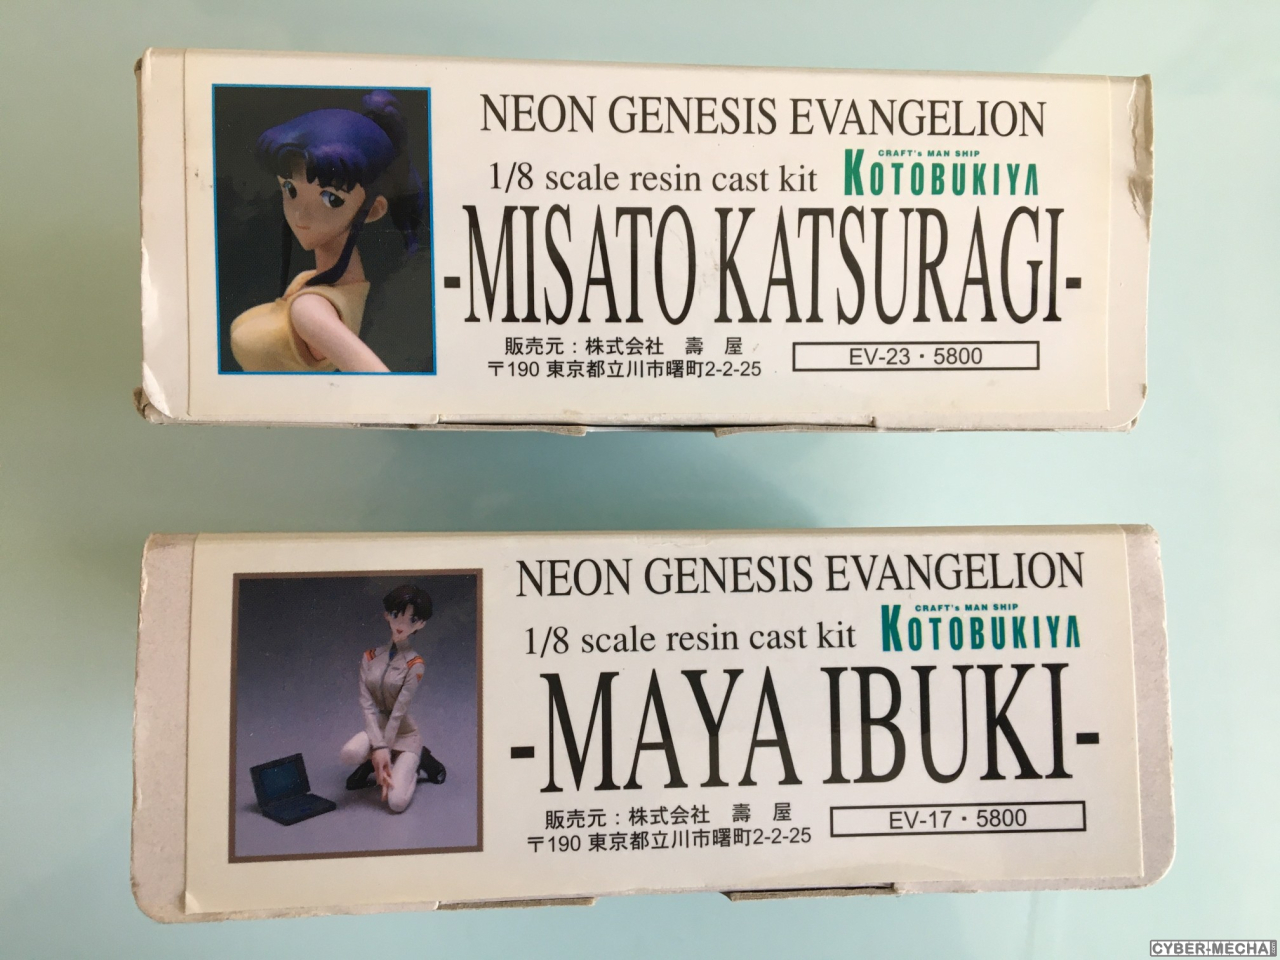 NEON GENESIS EVANGELION
1/8 scale resin cast kit
CRAFT's MAN SHIP
KOTOBUKIYA
-MISATO KATSURAGI-
販売元：株式会社　壽　屋
〒190 東京都立川市曙町2-2-25
EV-23・5800
NEON GENESIS EVANGELION
1/8 scale resin cast kit
CRAFT's MAN SHIP
KOTOBUKIYA
-MAYA IBUKI-
販売元：株式会社　壽　屋
〒190 東京都立川市曙町2-2-25
EV-17・5800
CYBER-MECHA